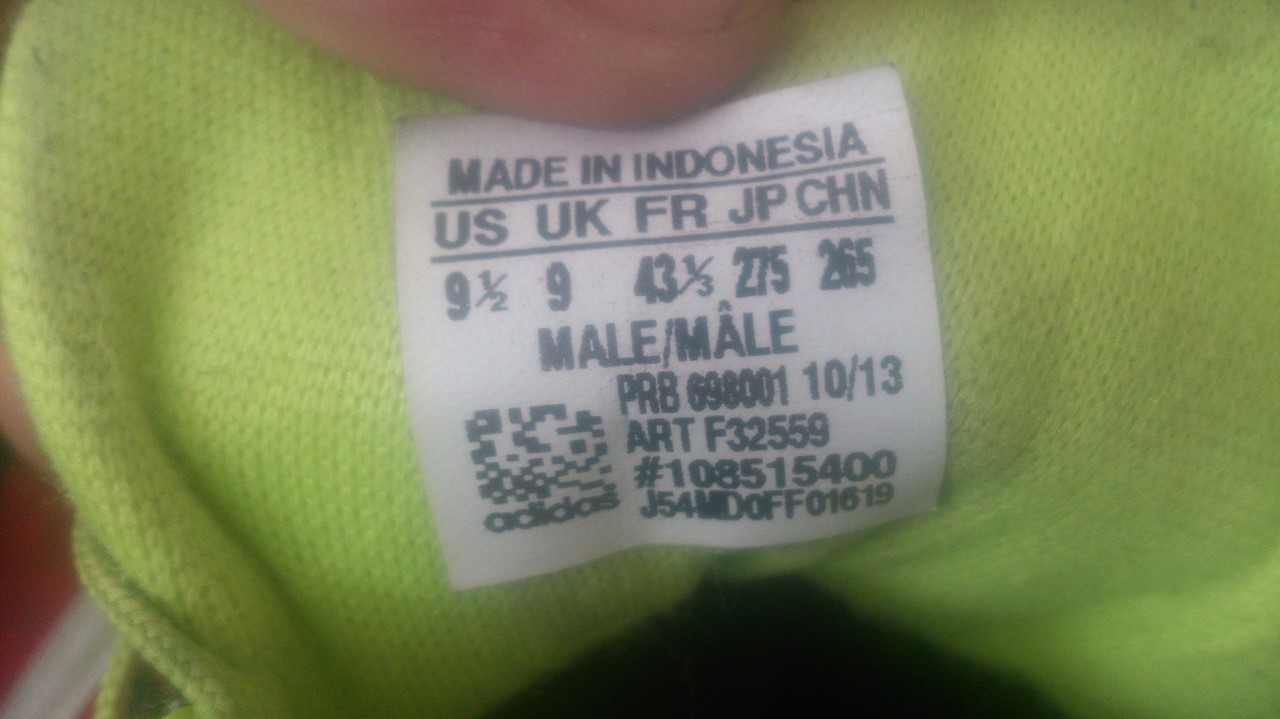 MADE IN INDONESIA
US UK FR JP CHN
9½ 9 43⅓ 275 265
MALE/MÂLE
PRB 698001 10/13
ART F32559
#108515400
adidas J54MD0FF01619